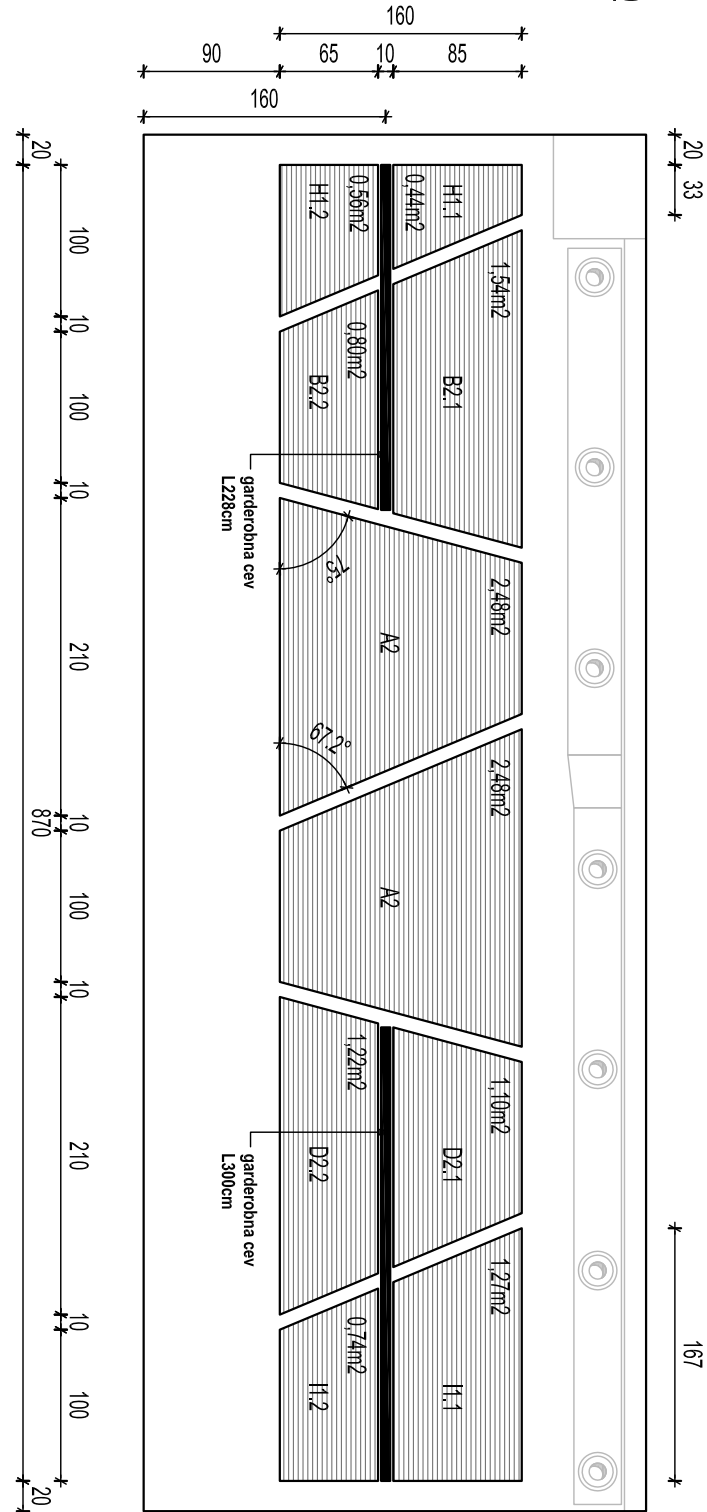 160
90
65
10
85
160
20
33
20
H1.2
0,56m2
0,44m2
H1.1
100
1,54m2
10
B2.2
0,80m2
B2.1
100
garderobna cev
L228cm
10
75°
2,48m2
A2
210
67.2°
2,48m2
10
870
A2
100
10
1,22m2
1,10m2
D2.2
D2.1
garderobna cev
L300cm
210
1,27m2
10
0,74m2
167
I1.2
I1.1
100
20